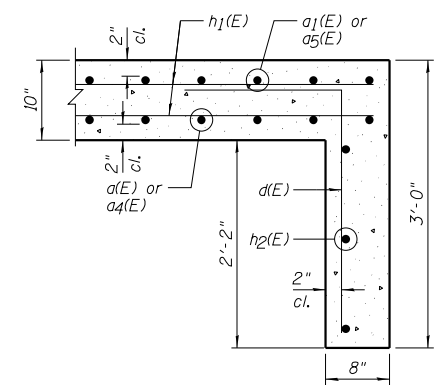 2"
cl.
h1(E)
a1(E) or
a5(E)
10"
2"
cl.
a(E) or
a4(E)
d(E)
h2(E)
2'-2"
3'-0"
2"
cl.
8"